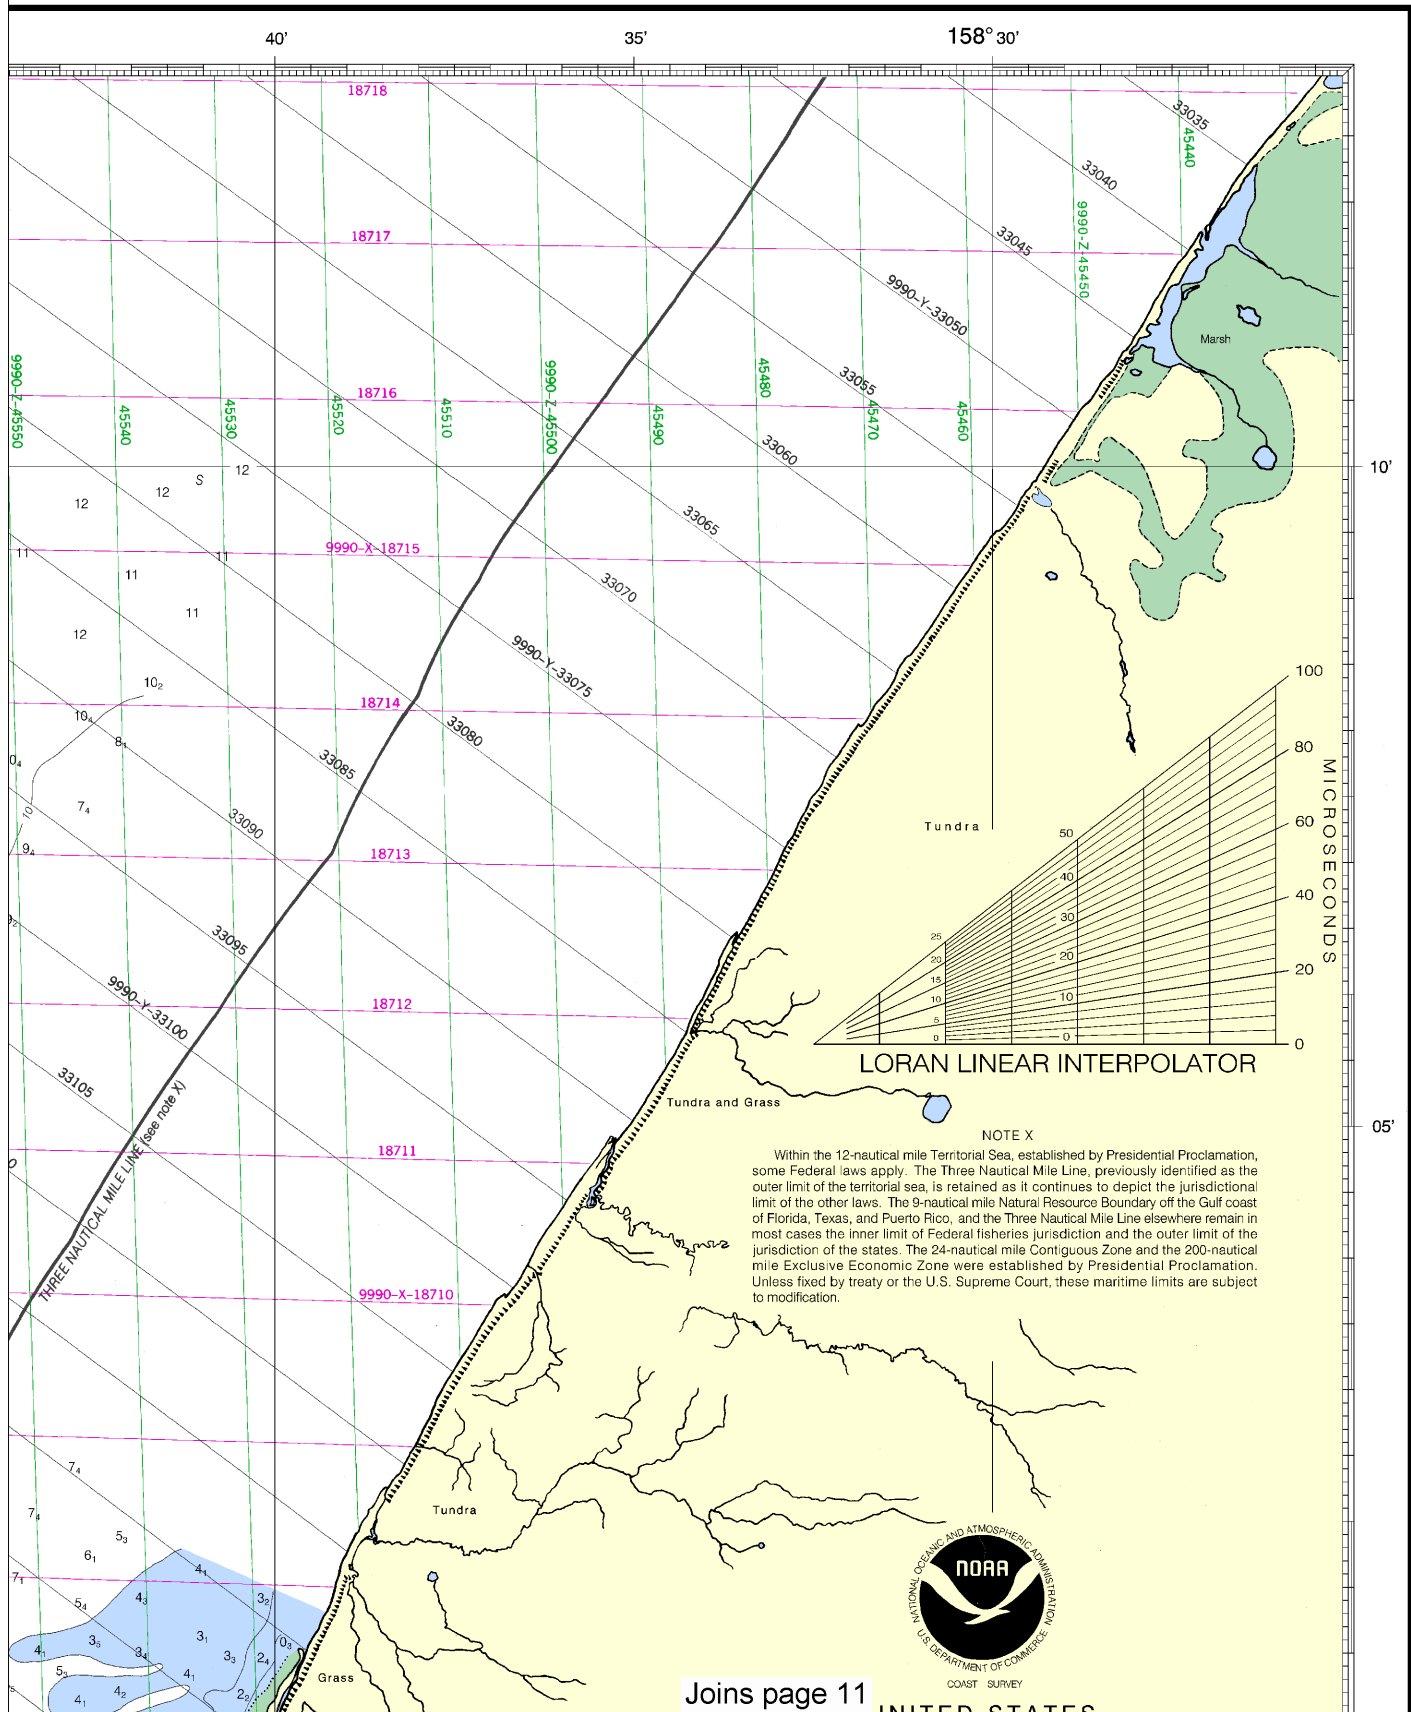 40' 35' 158° 30'
18718
33035
45440
33040
9990-Z-45450
18717
33045
9990-Y-33050
Marsh
9990-Z-45550
45540
45530
45520
45510
9990-Z-45500
45490
45480
45470
45460
33055
18716
33060
12 S 12 12
10'
33065
11 11
9990-X-18715
11
33070
11
12
9990-Y-33075
10₂
18714
10₄
8₁
33080
33085
7₄
10
33090
9₄
18713
Tundra
100
80
60
40
20
0
MICROSECONDS
50
40
30
20
10
0
25
20
15
10
5
0
LORAN LINEAR INTERPOLATOR
33095
9990-Y-33100
18712
33105
Tundra and Grass
05'
THREE NAUTICAL MILE LINE (see note X)
18711
NOTE X
Within the 12-nautical mile Territorial Sea, established by Presidential Proclamation,
some Federal laws apply. The Three Nautical Mile Line, previously identified as the
outer limit of the territorial sea, is retained as it continues to depict the jurisdictional
limit of the other laws. The 9-nautical mile Natural Resource Boundary off the Gulf coast
of Florida, Texas, and Puerto Rico, and the Three Nautical Mile Line elsewhere remain in
most cases the inner limit of Federal fisheries jurisdiction and the outer limit of the
jurisdiction of the states. The 24-nautical mile Contiguous Zone and the 200-nautical
mile Exclusive Economic Zone were established by Presidential Proclamation.
Unless fixed by treaty or the U.S. Supreme Court, these maritime limits are subject
to modification.
9990-X-18710
7₄
7₄
Tundra
5₃
6₁
7₁
4₁
5₄ 4₃ 3₂
4₁ 3₅ 3₄ 3₁ 3₃ 2₄ 0₃
5₃ 4₁
4₁ 4₂ 2₂
Grass
NATIONAL OCEANIC AND ATMOSPHERIC ADMINISTRATION
NOAA
U.S. DEPARTMENT OF COMMERCE
COAST SURVEY
Joins page 11
UNITED STATES